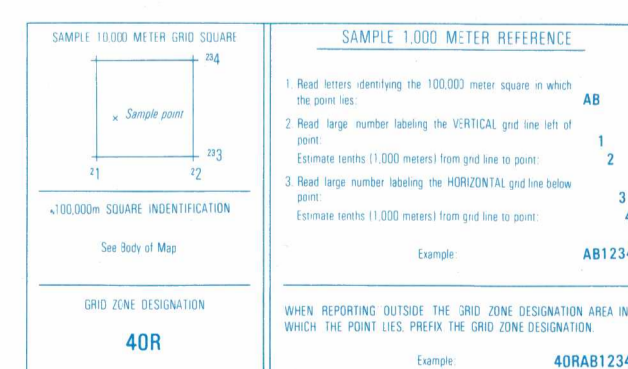 SAMPLE 10,000 METER GRID SQUARE
234
Sample point
233
21
22
100,000m SQUARE INDENTIFICATION
See Body of Map
GRID ZONE DESIGNATION
40R
SAMPLE 1,000 METER REFERENCE
1. Read letters identifying the 100,000 meter square in which
the point lies:
AB
2. Read large number labeling the VERTICAL grid line left of
point:
1
Estimate tenths (1,000 meters) from grid line to point:
2
3. Read large number labeling the HORIZONTAL grid line below
point:
3
Estimate tenths (1,000 meters) from grid line to point:
4
Example:
AB1234
WHEN REPORTING OUTSIDE THE GRID ZONE DESIGNATION AREA IN
WHICH THE POINT LIES, PREFIX THE GRID ZONE DESIGNATION.
Example:
40RAB1234